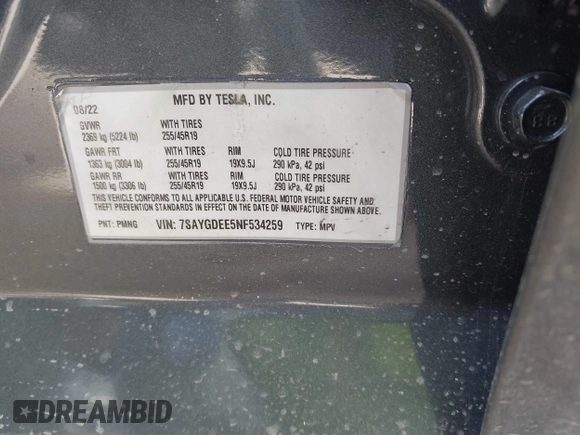 MFD BY TESLA, INC.
08/22
GVWR WITH TIRES
2369 kg (5224 lb) 255/45R19
GAWR FRT WITH TIRES RIM COLD TIRE PRESSURE
1363 kg (3004 lb) 255/45R19 19X9.5J 290 kPa, 42 psi
GAWR RR WITH TIRES RIM COLD TIRE PRESSURE
1500 kg (3306 lb) 255/45R19 19X9.5J 290 kPa, 42 psi
THIS VEHICLE CONFORMS TO ALL APPLICABLE U.S. FEDERAL MOTOR VEHICLE SAFETY AND
THEFT PREVENTION STANDARDS IN EFFECT ON THE DATE OF MANUFACTURE SHOWN ABOVE.
PNT: PMNG VIN: 7SAYGDEE5NF534259 TYPE: MPV
DREAMBID